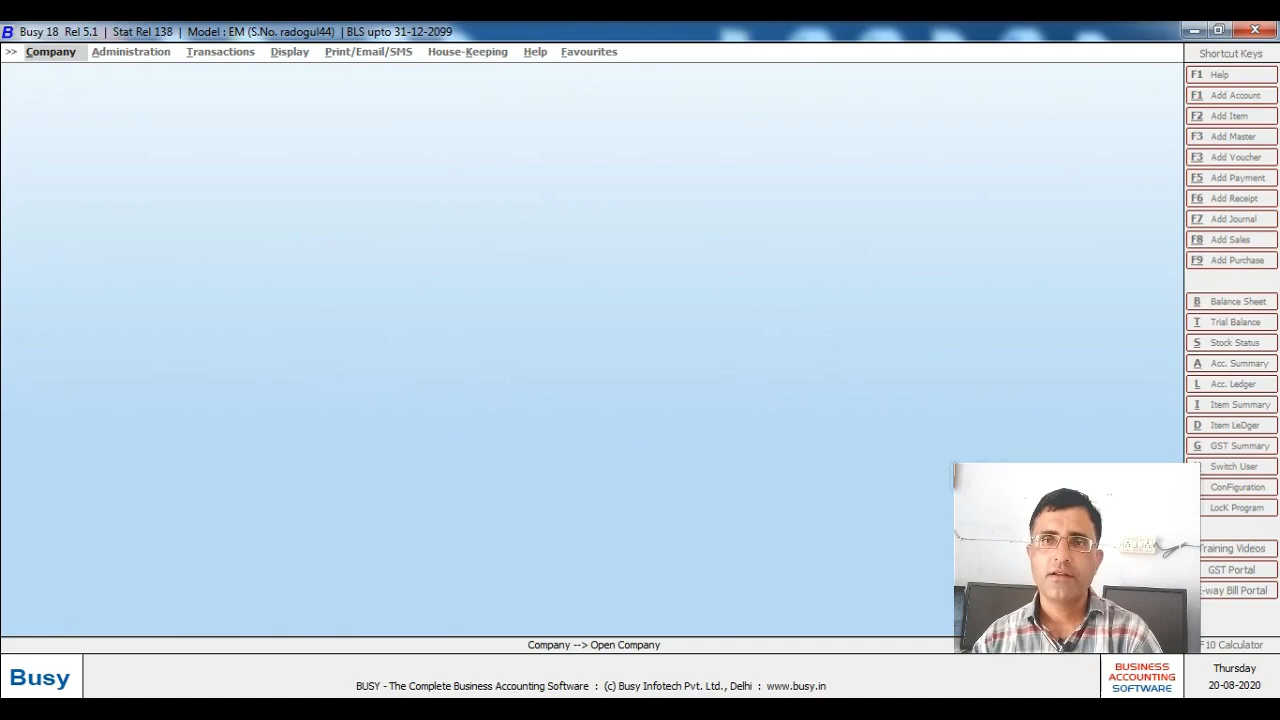 Busy 18 Rel 5.1 | Stat Rel 138 | Model : EM (S.No. radogul44) | BLS upto 31-12-2099
>> Company Administration Transactions Display Print/Email/SMS House-Keeping Help Favourites
Shortcut Keys
F1 Help
F1 Add Account
F2 Add Item
F3 Add Master
F3 Add Voucher
F5 Add Payment
F6 Add Receipt
F7 Add Journal
F8 Add Sales
F9 Add Purchase
B Balance Sheet
T Trial Balance
S Stock Status
A Acc. Summary
L Acc. Ledger
I Item Summary
D Item LeDger
G GST Summary
Switch User
ConFiguration
LocK Program
Training Videos
GST Portal
-way Bill Portal
F10 Calculator
Company --> Open Company
Busy
BUSY - The Complete Business Accounting Software : (c) Busy Infotech Pvt. Ltd., Delhi : www.busy.in
BUSINESS
ACCOUNTING
SOFTWARE
Thursday
20-08-2020